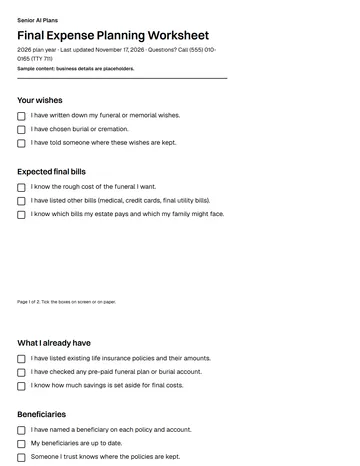 Senior AI Plans
Final Expense Planning Worksheet
2026 plan year · Last updated November 17, 2026 · Questions? Call (555) 010-
0165 (TTY 711)
Sample content: business details are placeholders.
Your wishes
I have written down my funeral or memorial wishes.
I have chosen burial or cremation.
I have told someone where these wishes are kept.
Expected final bills
I know the rough cost of the funeral I want.
I have listed other bills (medical, credit cards, final utility bills).
I know which bills my estate pays and which my family might face.
Page 1 of 2. Tick the boxes on screen or on paper.
What I already have
I have listed existing life insurance policies and their amounts.
I have checked any pre-paid funeral plan or burial account.
I know how much savings is set aside for final costs.
Beneficiaries
I have named a beneficiary on each policy and account.
My beneficiaries are up to date.
Someone I trust knows where the policies are kept.